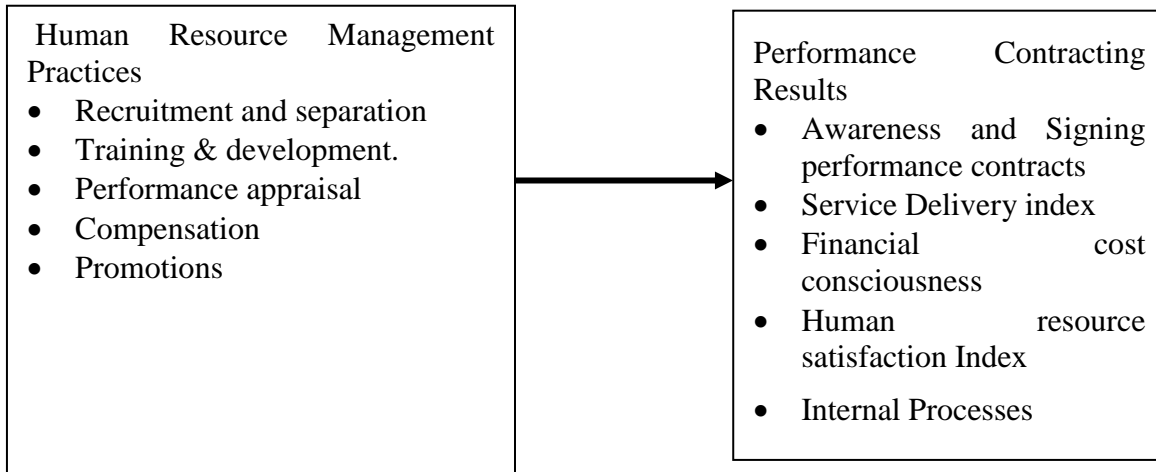 Human Resource Management
Practices
• Recruitment and separation
• Training & development.
• Performance appraisal
• Compensation
• Promotions
Performance Contracting
Results
• Awareness and Signing
performance contracts
• Service Delivery index
• Financial cost
consciousness
• Human resource
satisfaction Index
• Internal Processes